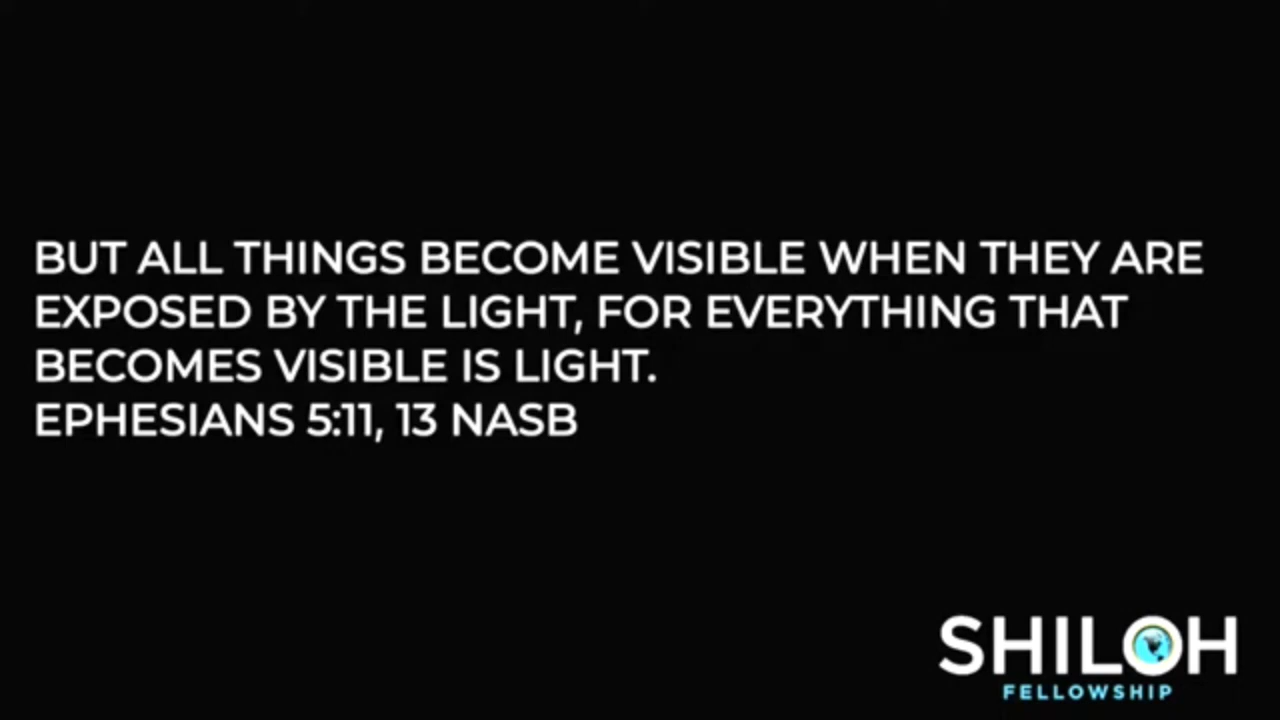 BUT ALL THINGS BECOME VISIBLE WHEN THEY ARE
EXPOSED BY THE LIGHT, FOR EVERYTHING THAT
BECOMES VISIBLE IS LIGHT.
EPHESIANS 5:11, 13 NASB
SHILOH
FELLOWSHIP